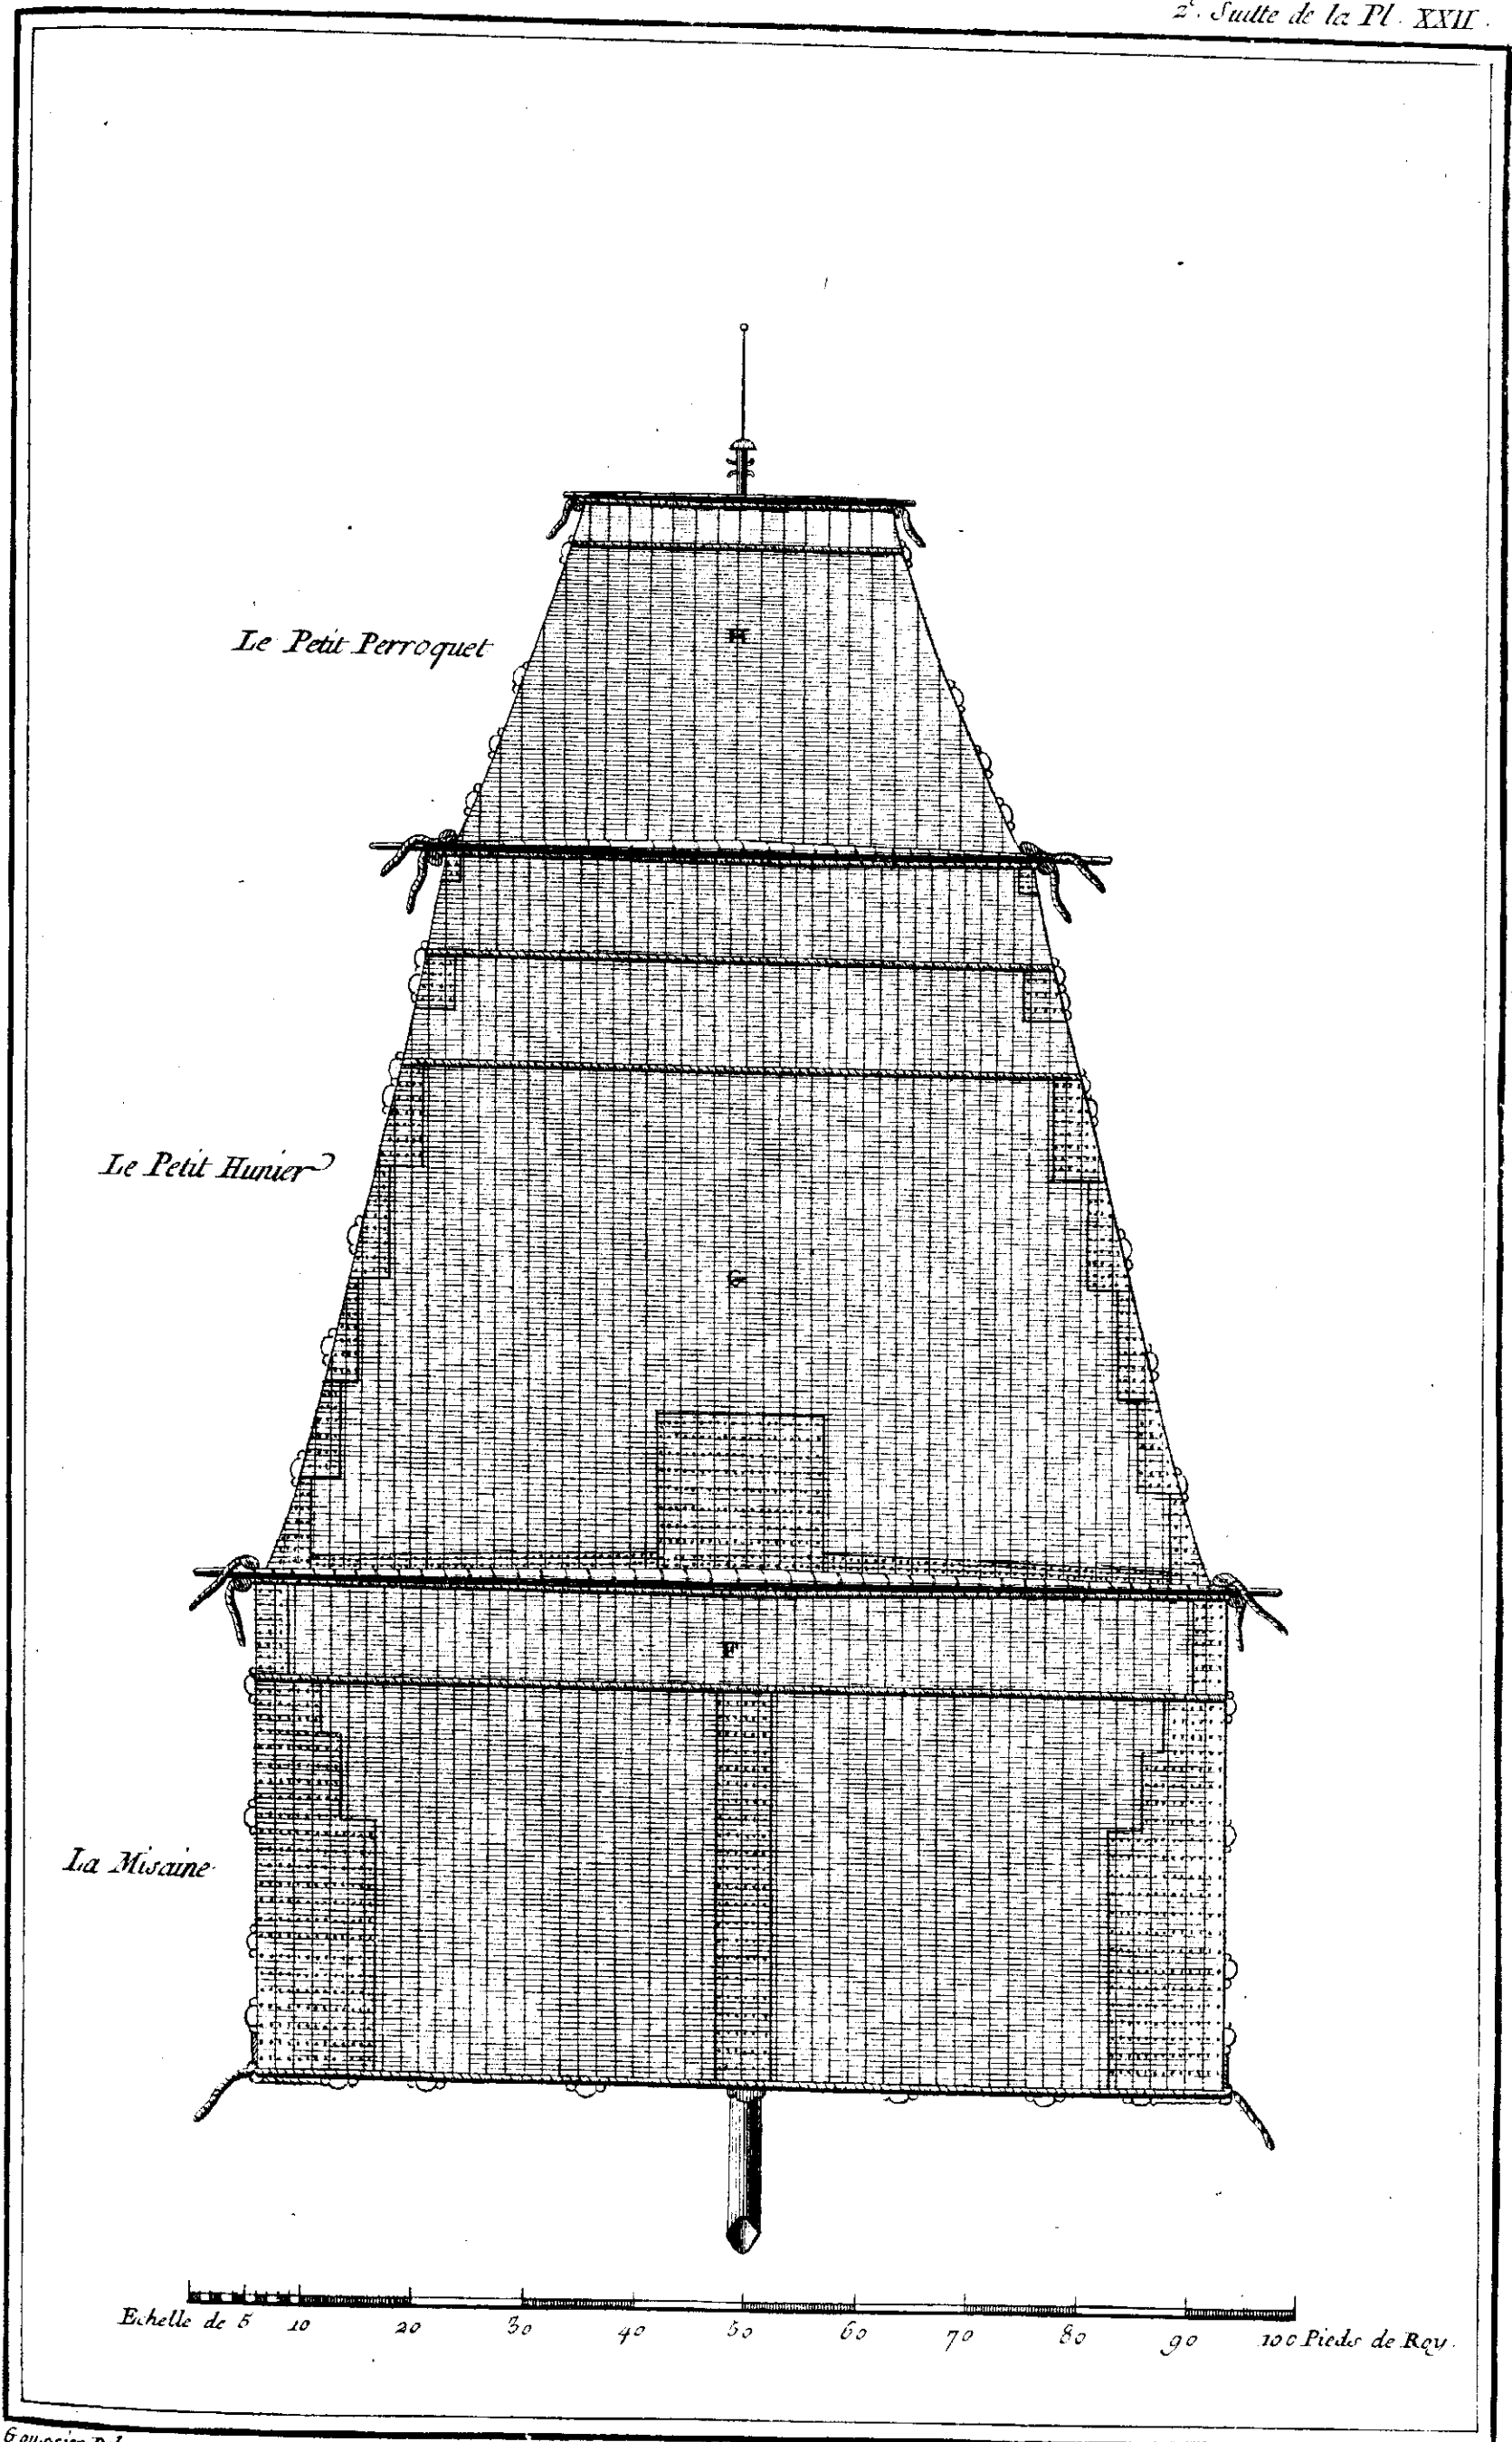 2e. Suitte de la Pl. XXII.
H
Le Petit Perroquet
Le Petit Hunier
G
F
La Misaine
Echelle de 5 10 20 30 40 50 60 70 80 90 100 Pieds de Roy.